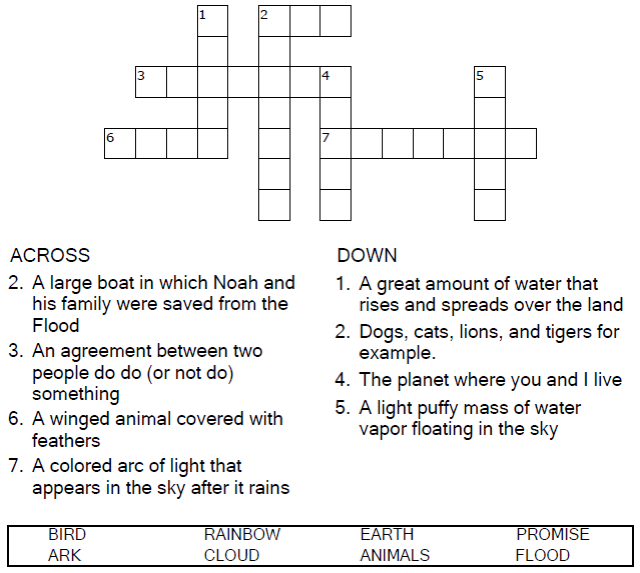 1
2
3
4
5
6
7
ACROSS
2. A large boat in which Noah and
his family were saved from the
Flood
3. An agreement between two
people do do (or not do)
something
6. A winged animal covered with
feathers
7. A colored arc of light that
appears in the sky after it rains
DOWN
1. A great amount of water that
rises and spreads over the land
2. Dogs, cats, lions, and tigers for
example.
4. The planet where you and I live
5. A light puffy mass of water
vapor floating in the sky
BIRD RAINBOW EARTH PROMISE
ARK CLOUD ANIMALS FLOOD